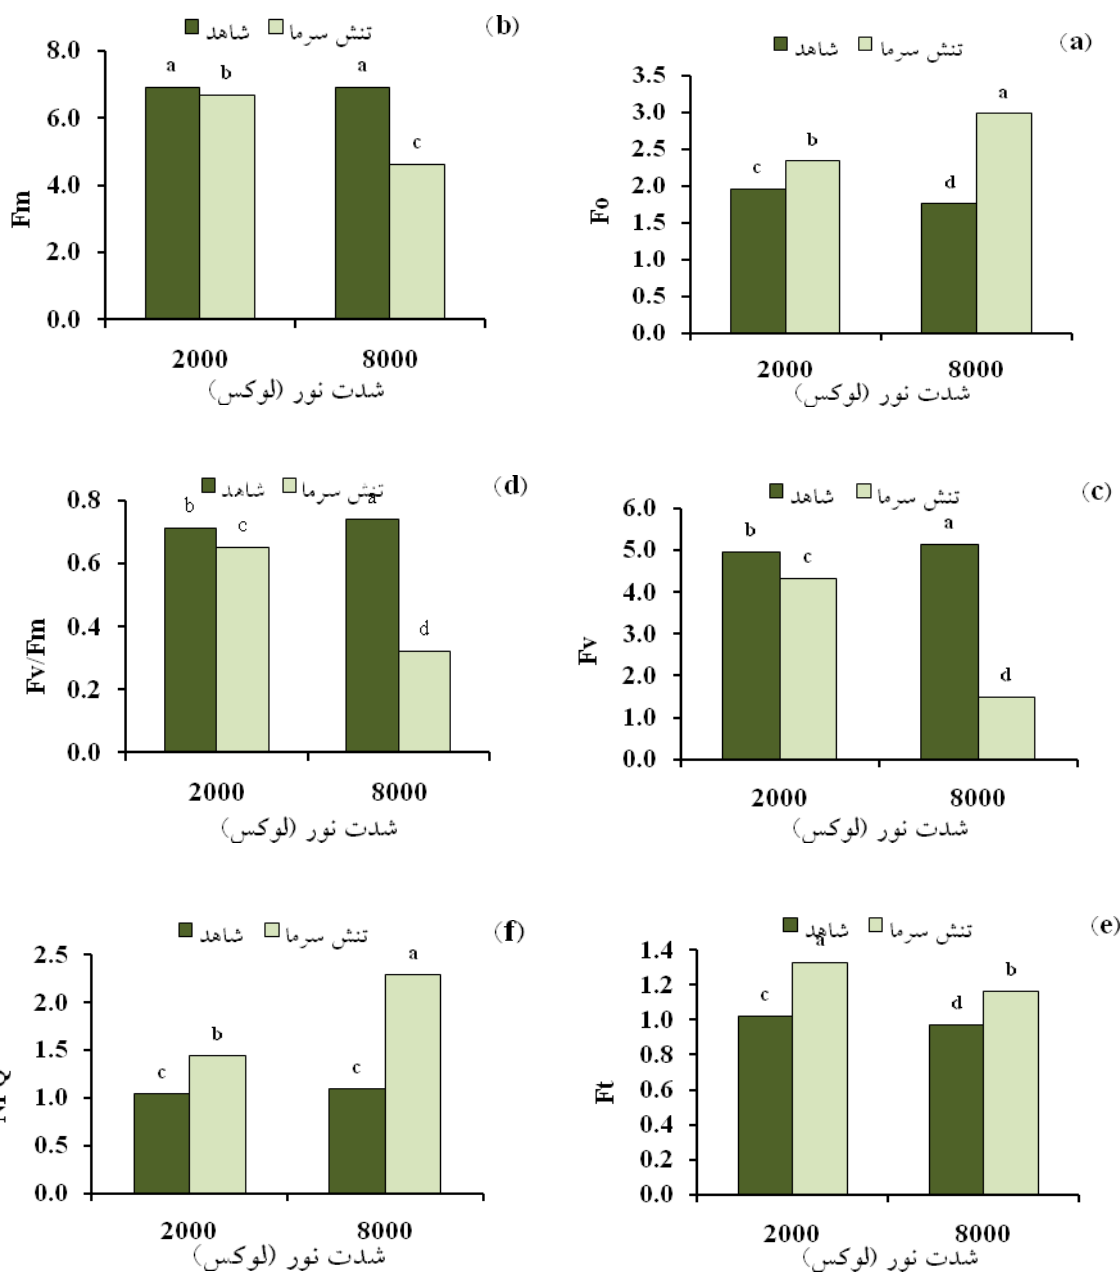 (b)
شاهد تنش سرما
8.0
6.0
4.0
2.0
0.0
Fm
a b a c
2000 8000
شدت نور (لوکس)
(a)
شاهد تنش سرما
3.5
3.0
2.5
2.0
1.5
1.0
0.5
0.0
Fo
c b d a
2000 8000
شدت نور (لوکس)
(d)
شاهد تنش سرما
0.8
0.6
0.4
0.2
0.0
Fv/Fm
b c a d
2000 8000
شدت نور (لوکس)
(c)
شاهد تنش سرما
6.0
5.0
4.0
3.0
2.0
1.0
0.0
Fv
b c a d
2000 8000
شدت نور (لوکس)
(f)
شاهد تنش سرما
2.5
2.0
1.5
1.0
0.5
0.0
NPQ
c b c a
2000 8000
شدت نور (لوکس)
(e)
شاهد تنش سرما
1.4
1.2
1.0
0.8
0.6
0.4
0.2
0.0
Ft
c a d b
2000 8000
شدت نور (لوکس)